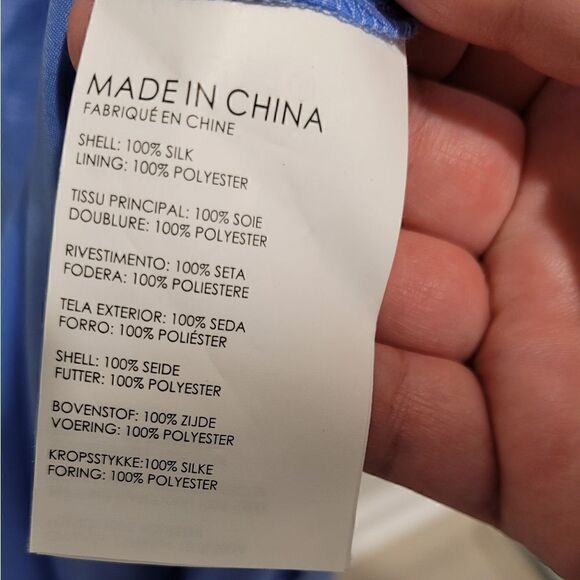 MADE IN CHINA
FABRIQUÉ EN CHINE
SHELL: 100% SILK
LINING: 100% POLYESTER
TISSU PRINCIPAL: 100% SOIE
DOUBLURE: 100% POLYESTER
RIVESTIMENTO: 100% SETA
FODERA: 100% POLIESTERE
TELA EXTERIOR: 100% SEDA
FORRO: 100% POLIÉSTER
SHELL: 100% SEIDE
FUTTER: 100% POLYESTER
BOVENSTOF: 100% ZIJDE
VOERING: 100% POLYESTER
KROPSSTYKKE:100% SILKE
FORING: 100% POLYESTER